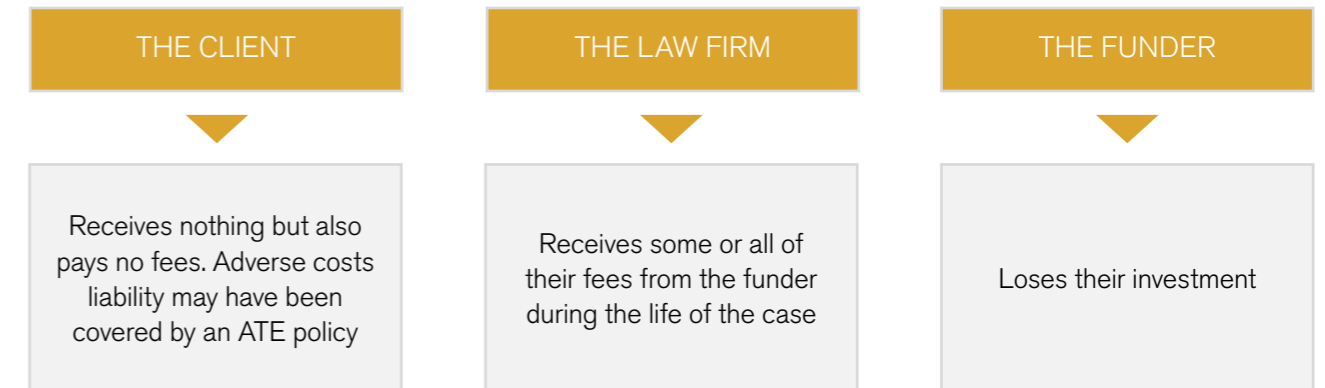 THE CLIENT
Receives nothing but also
pays no fees. Adverse costs
liability may have been
covered by an ATE policy
THE LAW FIRM
Receives some or all of
their fees from the funder
during the life of the case
THE FUNDER
Loses their investment